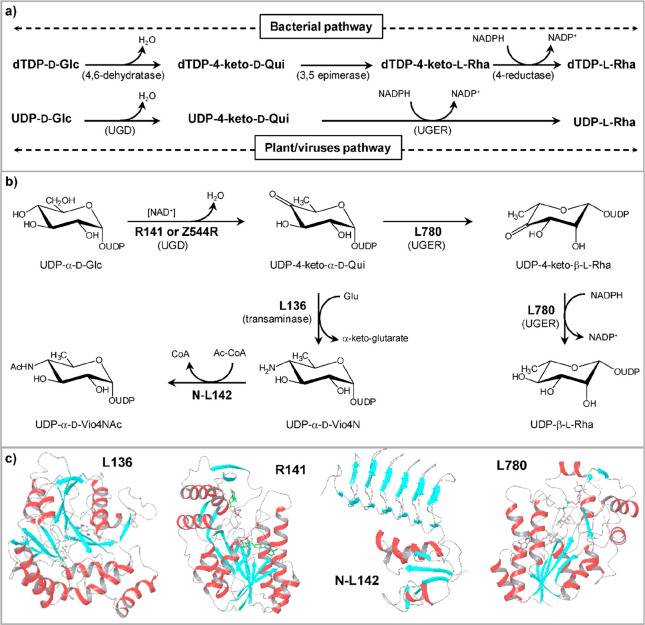 a)
Bacterial pathway
H₂O
NADPH
NADP⁺
dTDP-D-Glc
dTDP-4-keto-D-Qui
dTDP-4-keto-L-Rha
dTDP-L-Rha
(4,6-dehydratase)
(3,5 epimerase)
(4-reductase)
H₂O
NADPH
NADP⁺
UDP-D-Glc
UDP-4-keto-D-Qui
UDP-L-Rha
(UGD)
(UGER)
Plant/viruses pathway
b)
CH₂OH
HO
HO
OH
OUDP
UDP-α-D-Glc
[NAD⁺]
H₂O
R141 or Z544R
(UGD)
O
H₃C
O
HO
OH
OUDP
UDP-4-keto-α-D-Qui
L780
(UGER)
H₃C
O
OUDP
O
HO
OH
UDP-4-keto-β-L-Rha
L136
(transaminase)
Glu
α-keto-glutarate
L780
(UGER)
NADPH
NADP⁺
AcHN
H₃C
O
HO
OH
OUDP
UDP-α-D-Vio4NAc
CoA
Ac-CoA
N-L142
H₂N
H₃C
O
HO
OH
OUDP
UDP-α-D-Vio4N
H₃C
O
OUDP
HO
HO
OH
UDP-β-L-Rha
c)
L136
R141
N-L142
L780